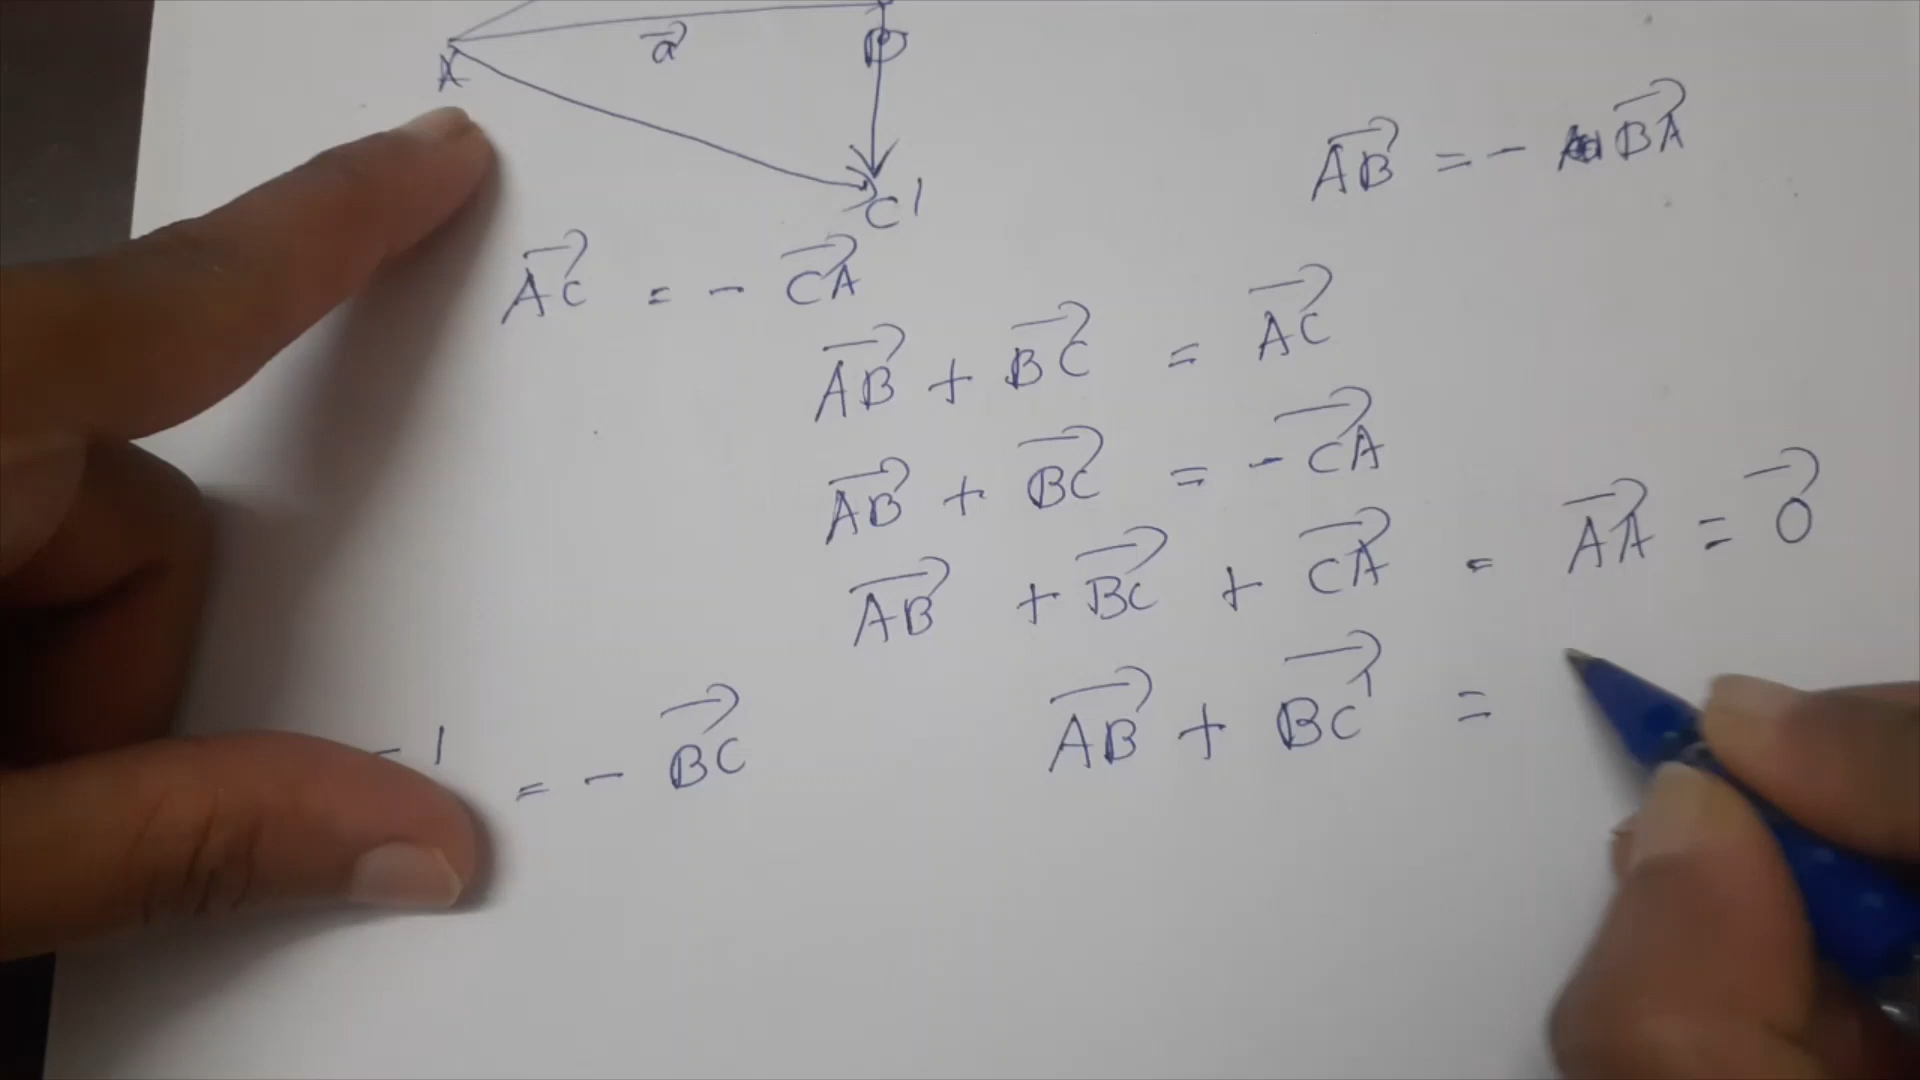 A
a⃗
B
C'
AB⃗ = - BA⃗
AC⃗ = - CA⃗
AB⃗ + BC⃗ = AC⃗
AB⃗ + BC⃗ = - CA⃗
AB⃗ + BC⃗ + CA⃗ = AA⃗ = 0⃗
= - BC⃗
AB⃗ + BC'⃗ =